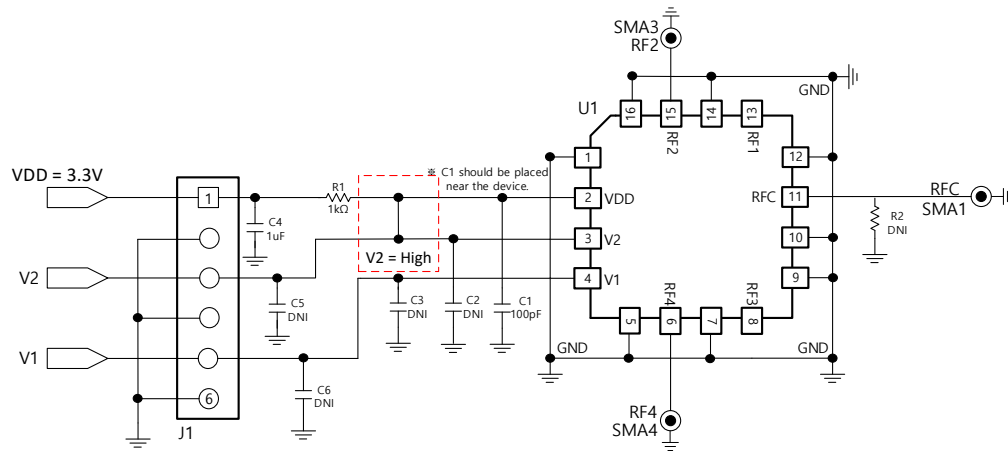 SMA3
RF2
GND
U1
16
15
14
13
RF2
RF1
※ C1 should be placed
near the device.
VDD = 3.3V
1
R1
1kΩ
C4
1uF
V2 = High
1
2
VDD
3
V2
4
V1
12
RFC
11
10
9
RFC
SMA1
R2
DNI
V2
C5
DNI
C3
DNI
C2
DNI
C1
100pF
RF4
RF3
5
6
7
8
V1
C6
DNI
GND
GND
6
J1
RF4
SMA4